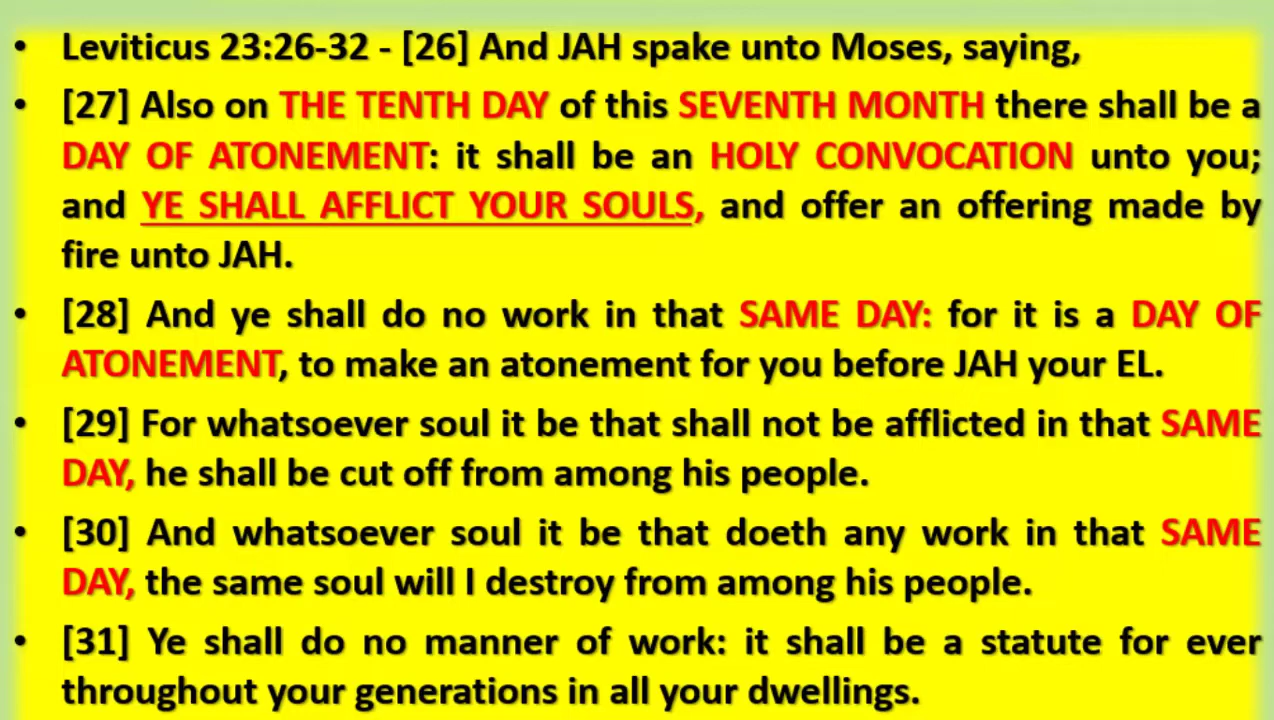 • Leviticus 23:26-32 - [26] And JAH spake unto Moses, saying,
• [27] Also on THE TENTH DAY of this SEVENTH MONTH there shall be a
DAY OF ATONEMENT: it shall be an HOLY CONVOCATION unto you;
and YE SHALL AFFLICT YOUR SOULS, and offer an offering made by
fire unto JAH.
• [28] And ye shall do no work in that SAME DAY: for it is a DAY OF
ATONEMENT, to make an atonement for you before JAH your EL.
• [29] For whatsoever soul it be that shall not be afflicted in that SAME
DAY, he shall be cut off from among his people.
• [30] And whatsoever soul it be that doeth any work in that SAME
DAY, the same soul will I destroy from among his people.
• [31] Ye shall do no manner of work: it shall be a statute for ever
throughout your generations in all your dwellings.